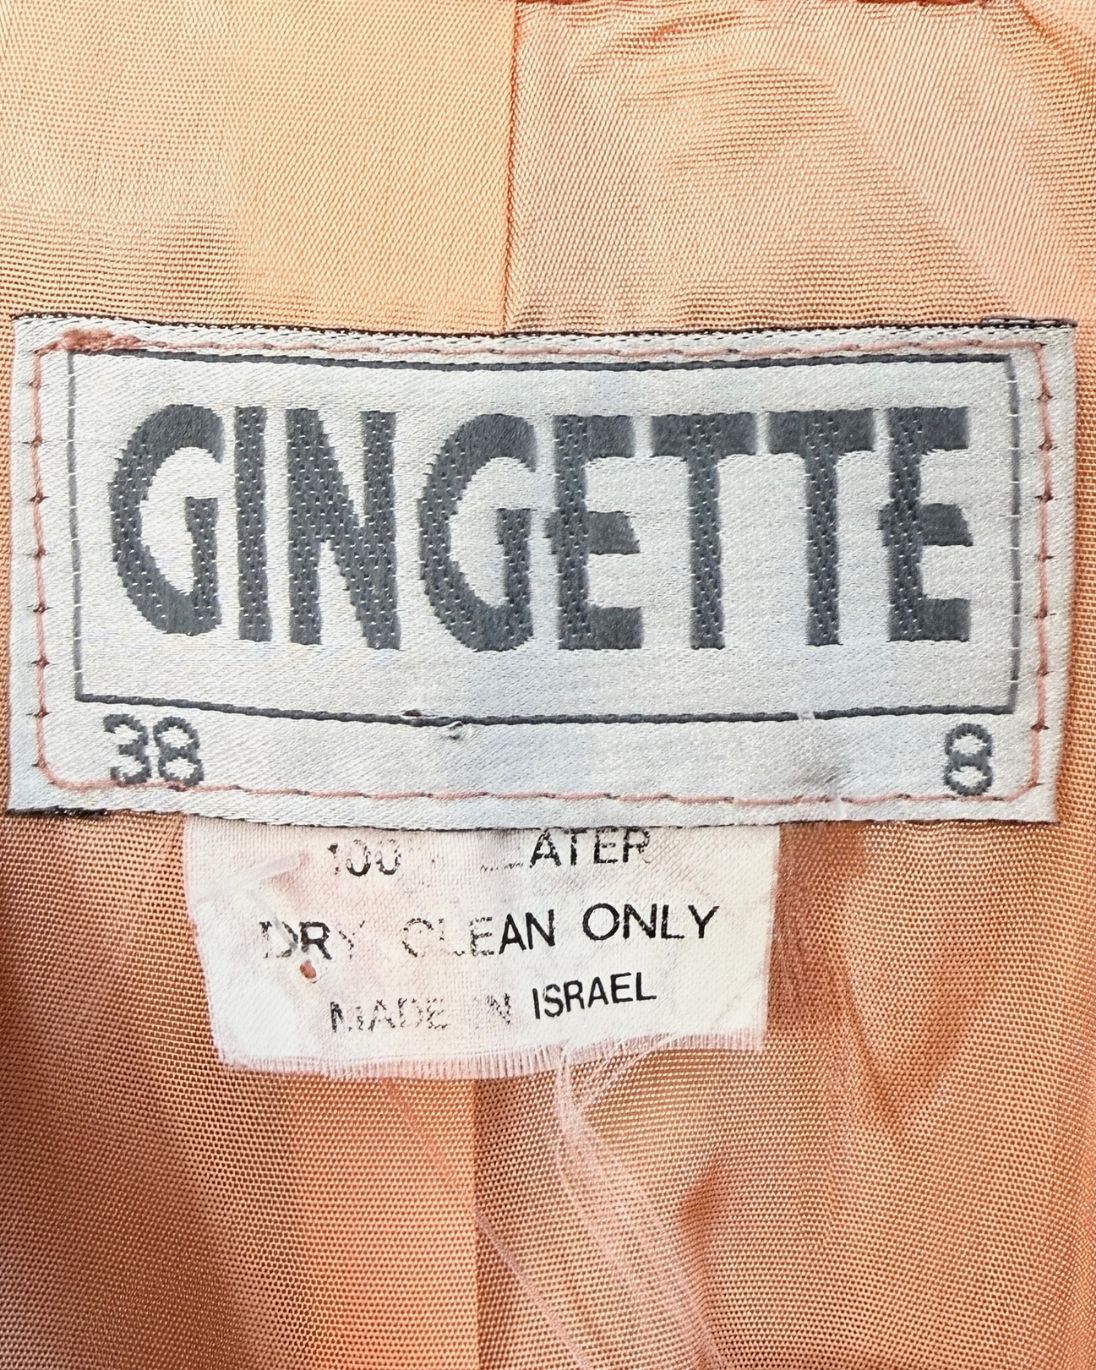 GINGETTE
38 8
100%
DRY CLEAN ONLY
MADE IN ISRAEL